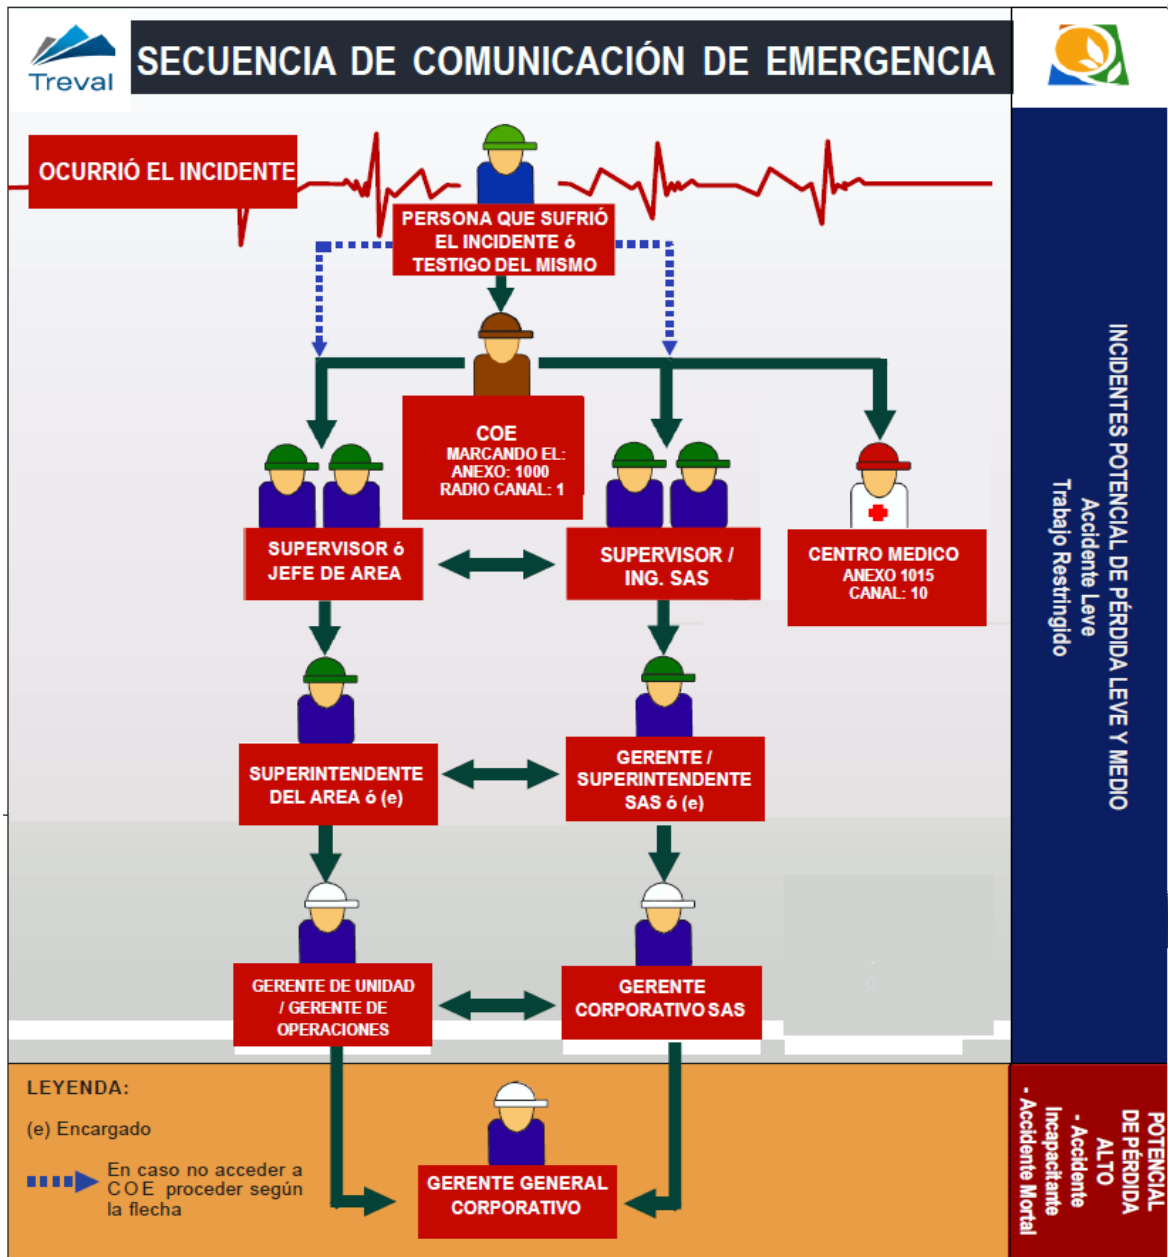 Treval
SECUENCIA DE COMUNICACIÓN DE EMERGENCIA
OCURRIÓ EL INCIDENTE
PERSONA QUE SUFRIÓ
EL INCIDENTE ó
TESTIGO DEL MISMO
COE
MARCANDO EL:
ANEXO: 1000
RADIO CANAL: 1
SUPERVISOR ó
JEFE DE AREA
SUPERVISOR /
ING. SAS
CENTRO MEDICO
ANEXO 1015
CANAL: 10
SUPERINTENDENTE
DEL AREA ó (e)
GERENTE /
SUPERINTENDENTE
SAS ó (e)
GERENTE DE UNIDAD
/ GERENTE DE
OPERACIONES
GERENTE
CORPORATIVO SAS
INCIDENTES POTENCIAL DE PÉRDIDA LEVE Y MEDIO
Accidente Leve
Trabajo Restringido
LEYENDA:
(e) Encargado
En caso no acceder a
COE proceder según
la flecha
GERENTE GENERAL
CORPORATIVO
POTENCIAL
DE PÉRDIDA
ALTO
- Accidente
Incapacitante
- Accidente Mortal